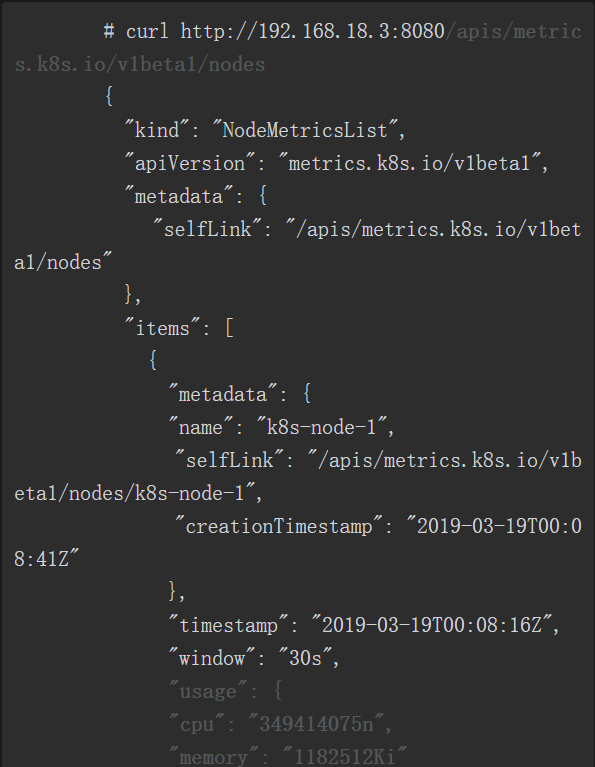 # curl http://192.168.18.3:8080/apis/metric
s.k8s.io/v1beta1/nodes
{
"kind": "NodeMetricsList",
"apiVersion": "metrics.k8s.io/v1beta1",
"metadata": {
"selfLink": "/apis/metrics.k8s.io/v1bet
a1/nodes"
},
"items": [
{
"metadata": {
"name": "k8s-node-1",
"selfLink": "/apis/metrics.k8s.io/v1b
eta1/nodes/k8s-node-1",
"creationTimestamp": "2019-03-19T00:0
8:41Z"
},
"timestamp": "2019-03-19T00:08:16Z",
"window": "30s",
"usage": {
"cpu": "349414075n",
"memory": "1182512Ki"